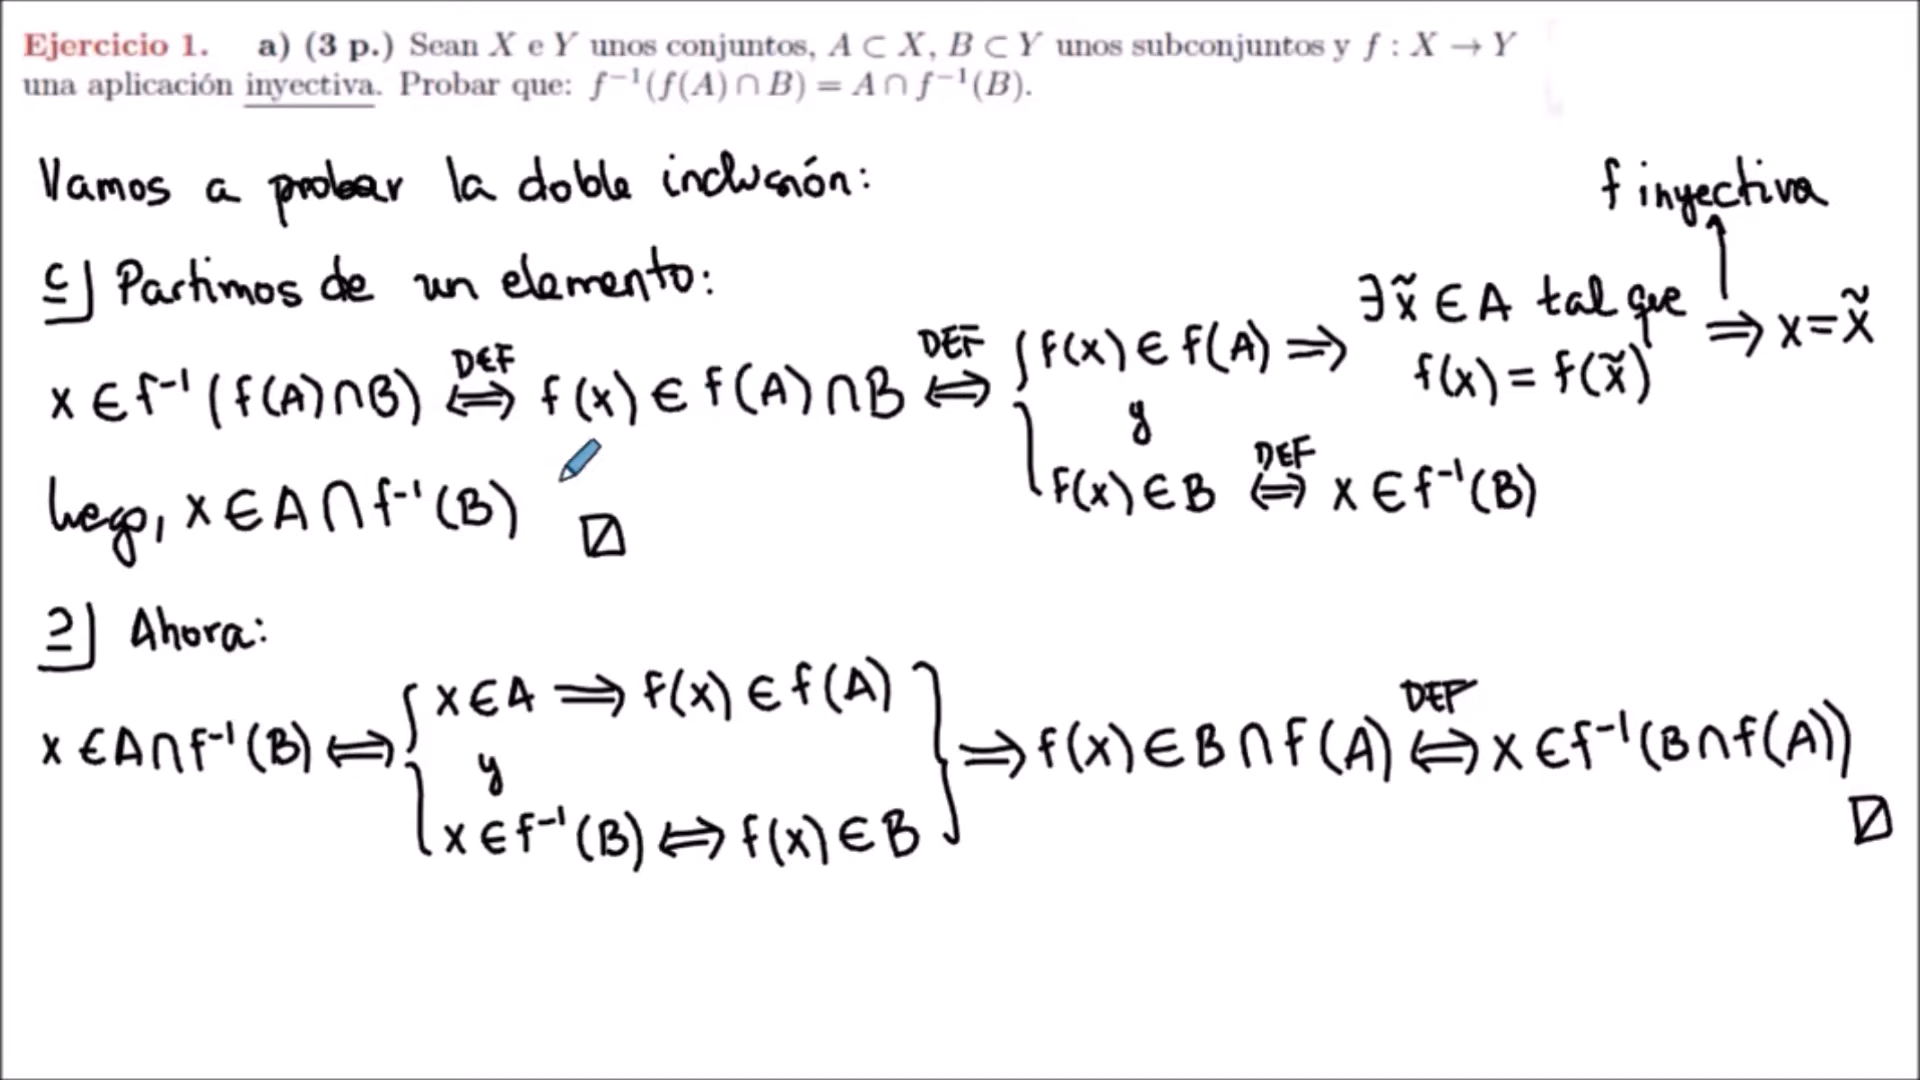 Ejercicio 1. a) (3 p.) Sean X e Y unos conjuntos, A ⊂ X, B ⊂ Y unos subconjuntos y f : X → Y
una aplicación inyectiva. Probar que: f⁻¹(f(A) ∩ B) = A ∩ f⁻¹(B).
Vamos a probar la doble inclusión:
f inyectiva
⊆] Partimos de un elemento:
∃ x̃ ∈ A tal que
f(x) = f(x̃)
⇒ x = x̃
x ∈ f⁻¹(f(A)∩B) ⇔ DEF f(x) ∈ f(A)∩B ⇔ DEF { f(x) ∈ f(A) ⇒
y
f(x) ∈ B ⇔ DEF x ∈ f⁻¹(B)
luego, x ∈ A ∩ f⁻¹(B)
⊇] Ahora:
x ∈ A ⇒ f(x) ∈ f(A)
x ∈ A∩f⁻¹(B) ⇔ { y } ⇒ f(x) ∈ B ∩ f(A) ⇔ DEF x ∈ f⁻¹(B∩f(A))
x ∈ f⁻¹(B) ⇔ f(x) ∈ B